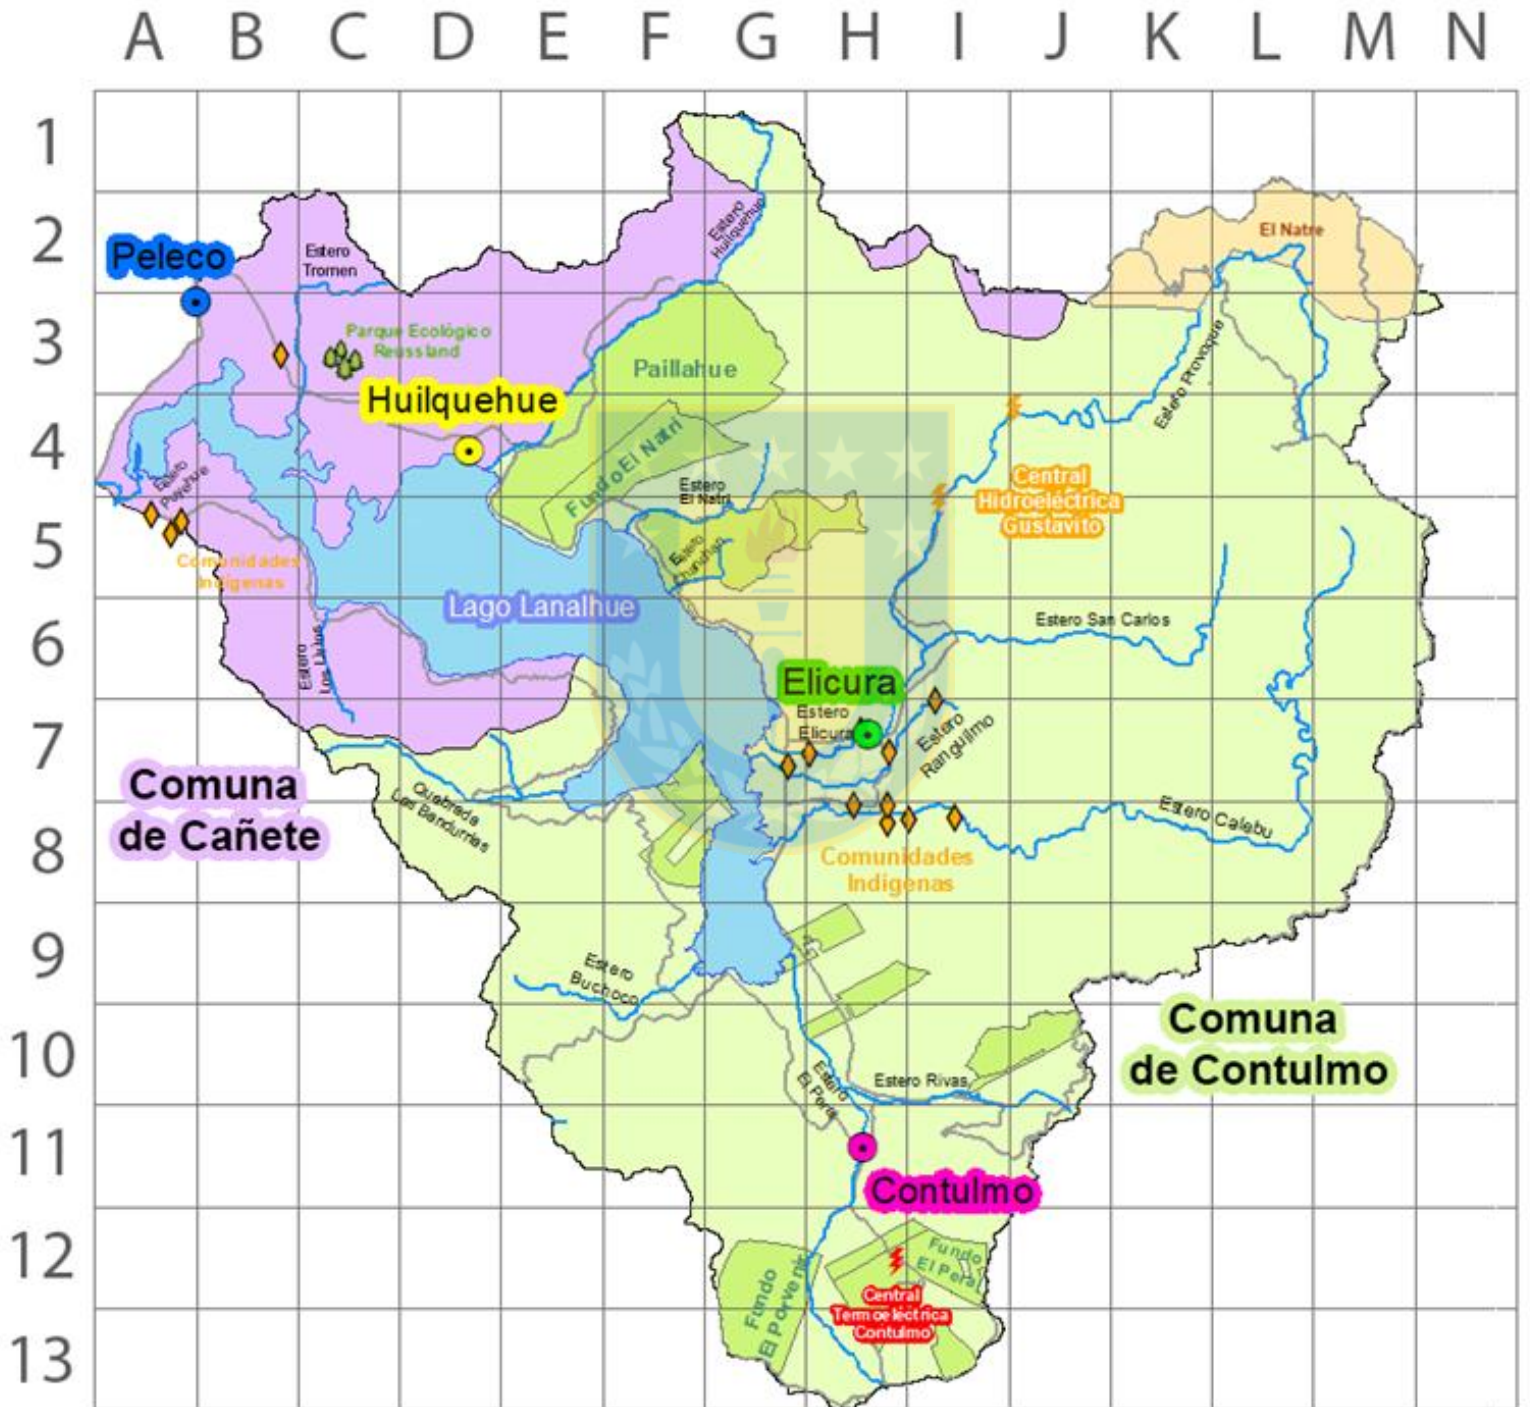 A B C D E F G H I J K L M N
1
2
3
4
5
6
7
8
9
10
11
12
13
Peleco
Estero
Tromen
Estero
Huilquehue
El Natre
Parque Ecológico
Reussland
Paillahue
Huilquehue
Estero Provoque
Fundo El Natri
Estero
El Natri
Estero
Puyehue
Central
Hidroeléctrica
Gustavito
Comunidades
Indígenas
Estero
Lago Lanalhue
Estero San Carlos
Estero
Elicura
Estero
Elicura
Estero
Ranguilmo
Comuna
de Cañete
Quebrada
Las Bandurrias
Estero Calebu
Comunidades
Indígenas
Estero
Buchoco
Comuna
de Contulmo
Estero
El Peral
Estero Rivas
Contulmo
Fundo
El Peral
Fundo
El Porvenir
Central
Termoeléctrica
Contulmo